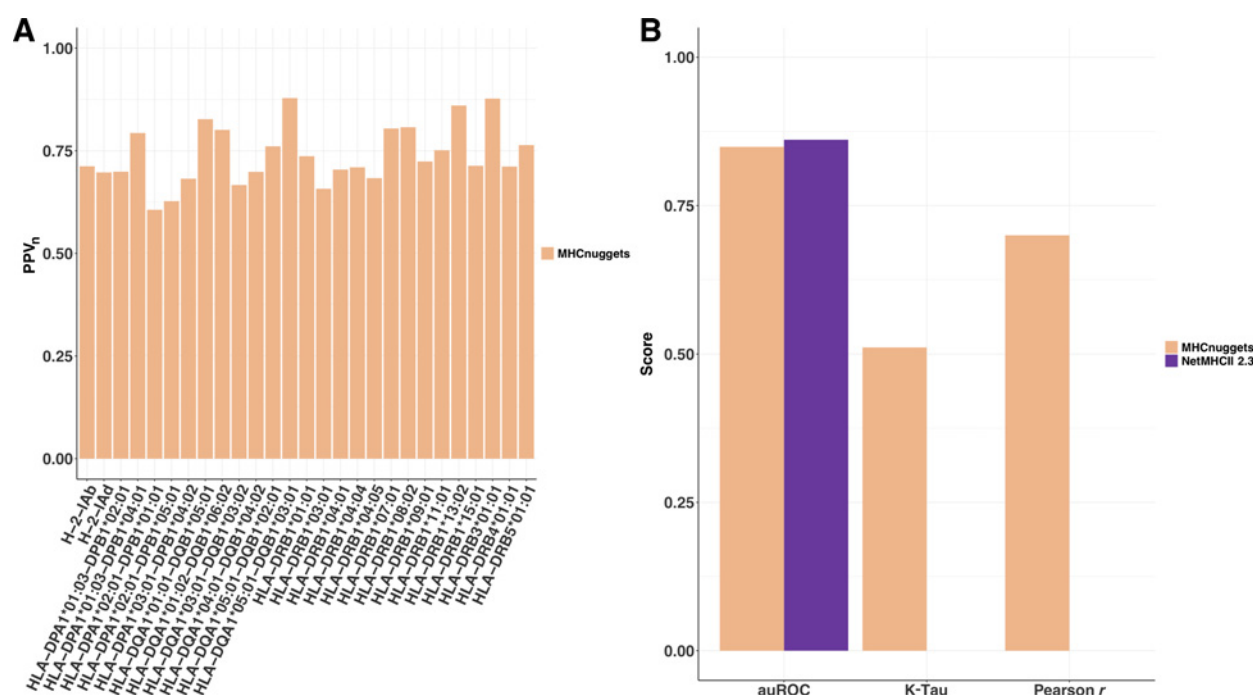 A
PPVn
1.00
0.75
0.50
0.25
0.00
H-2-IAb
H-2-IAd
HLA-DPA1*01:03-DPB1*02:01
HLA-DPA1*01:03-DPB1*04:01
HLA-DPA1*02:01-DPB1*01:01
HLA-DPA1*02:01-DPB1*05:01
HLA-DPA1*03:01-DPB1*04:02
HLA-DQA1*01:01-DQB1*05:01
HLA-DQA1*01:02-DQB1*06:02
HLA-DQA1*03:01-DQB1*03:02
HLA-DQA1*04:01-DQB1*04:02
HLA-DQA1*05:01-DQB1*02:01
HLA-DQA1*05:01-DQB1*03:01
HLA-DRB1*01:01
HLA-DRB1*03:01
HLA-DRB1*04:01
HLA-DRB1*04:04
HLA-DRB1*04:05
HLA-DRB1*07:01
HLA-DRB1*08:02
HLA-DRB1*09:01
HLA-DRB1*11:01
HLA-DRB1*13:02
HLA-DRB1*15:01
HLA-DRB3*01:01
HLA-DRB4*01:01
HLA-DRB5*01:01
MHCnuggets
B
Score
1.00
0.75
0.50
0.25
0.00
auROC
K-Tau
Pearson r
MHCnuggets
NetMHCII 2.3